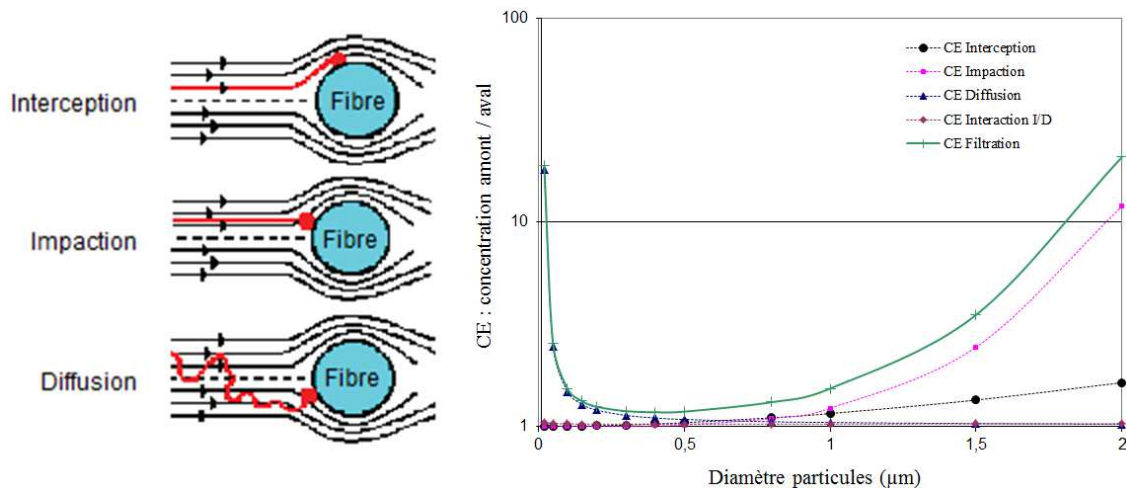 Interception
Fibre
Impaction
Fibre
Diffusion
Fibre
CE : concentration amont / aval
100
10
1
CE Interception
CE Impaction
CE Diffusion
CE Interaction I/D
CE Filtration
0
0,5
1
1,5
2
Diamètre particules (µm)